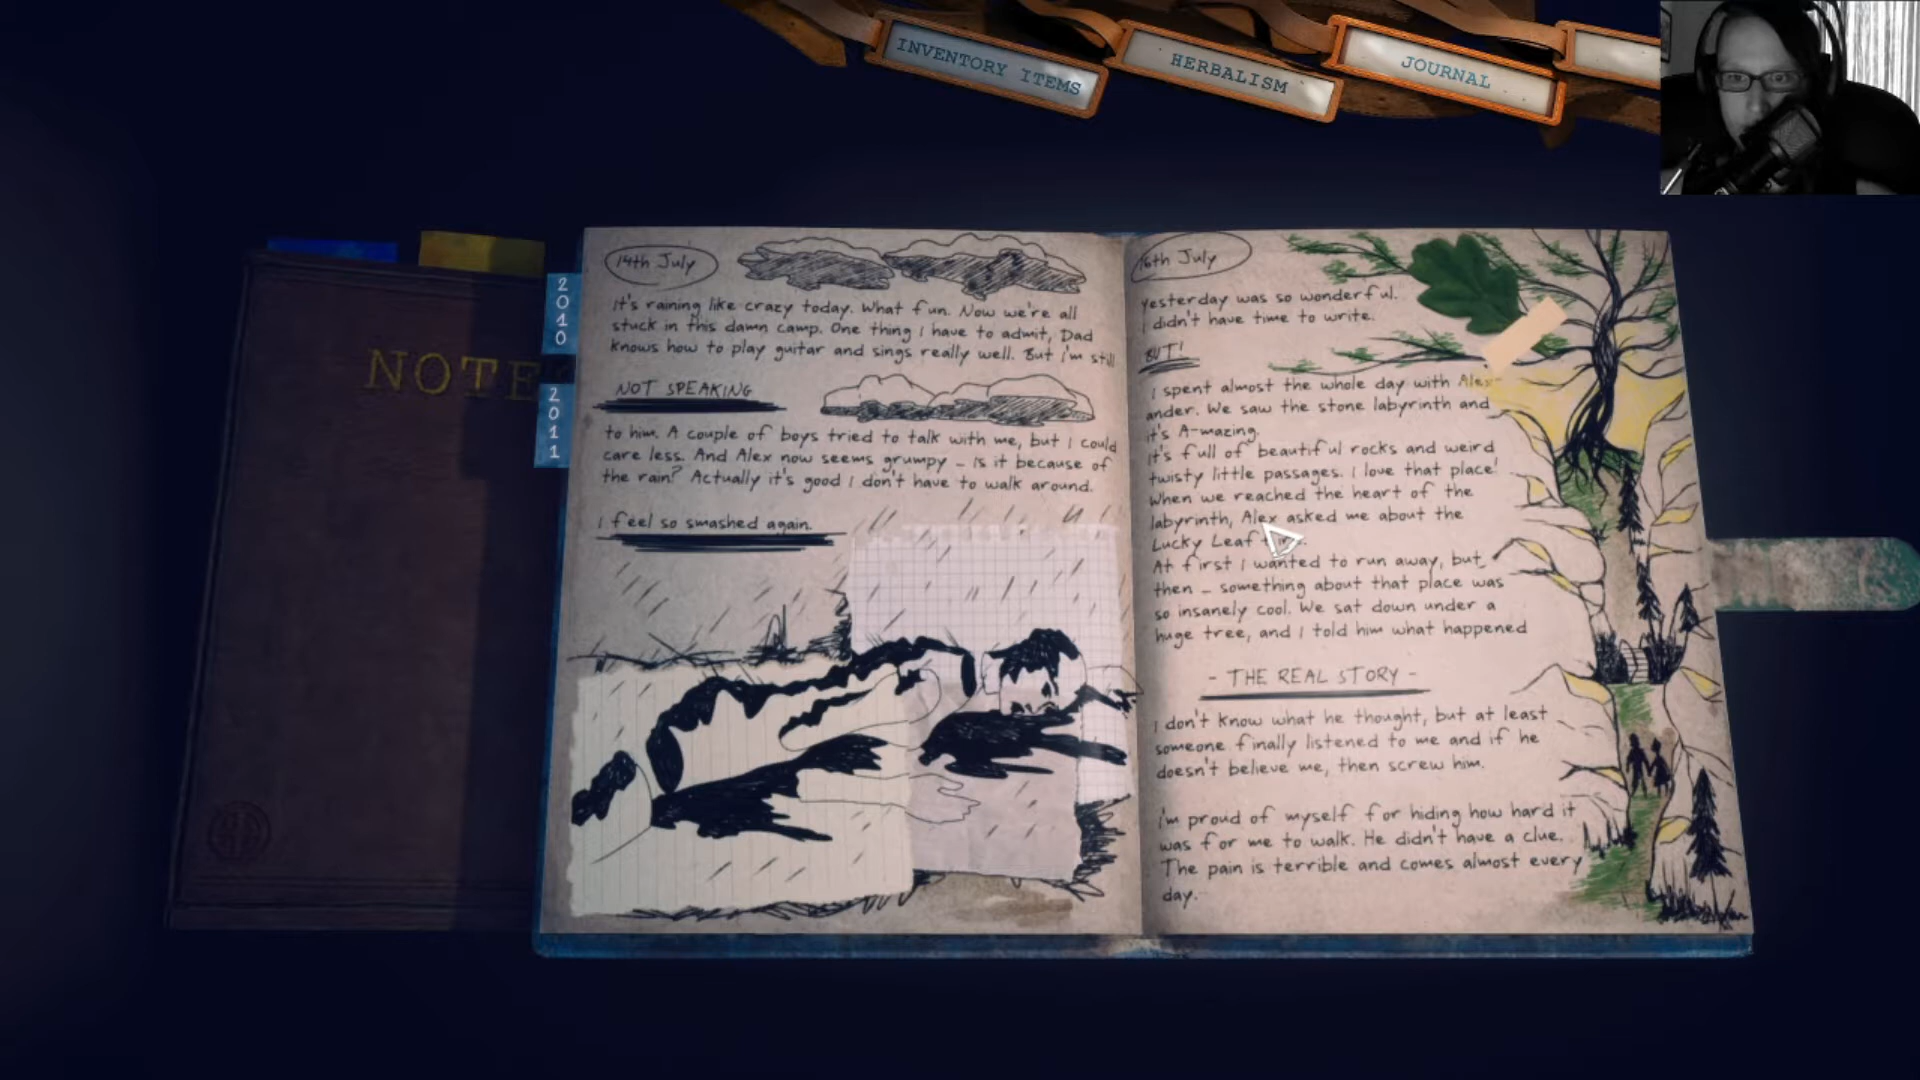 INVENTORY ITEMS
HERBALISM
JOURNAL
NOTE
2010
2011
14th July
It's raining like crazy today. What fun. Now we're all
stuck in this damn camp. One thing I have to admit, Dad
knows how to play guitar and sings really well. But I'm still
NOT SPEAKING
to him. A couple of boys tried to talk with me, but I could
care less. And Alex now seems grumpy - is it because of
the rain? Actually it's good I don't have to walk around.
I feel so smashed again.
16th July
Yesterday was so wonderful.
I didn't have time to write.
BUT!
I spent almost the whole day with Alex-
ander. We saw the stone labyrinth and
it's A-mazing.
It's full of beautiful rocks and weird
twisty little passages. I love that place!
When we reached the heart of the
labyrinth, Alex asked me about the
Lucky Leaf
At first I wanted to run away, but
then - something about that place was
so insanely cool. We sat down under a
huge tree, and I told him what happened
- THE REAL STORY -
I don't know what he thought, but at least
someone finally listened to me and if he
doesn't believe me, then screw him.
I'm proud of myself for hiding how hard it
was for me to walk. He didn't have a clue.
The pain is terrible and comes almost every
day.